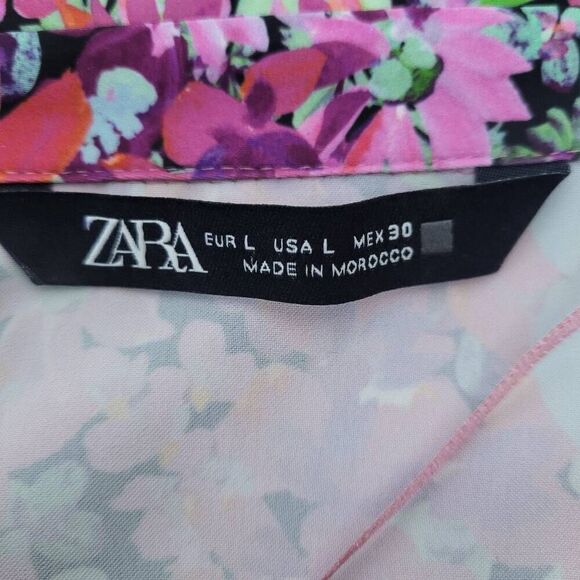 ZARA EUR L USA L MEX 30
MADE IN MOROCCO